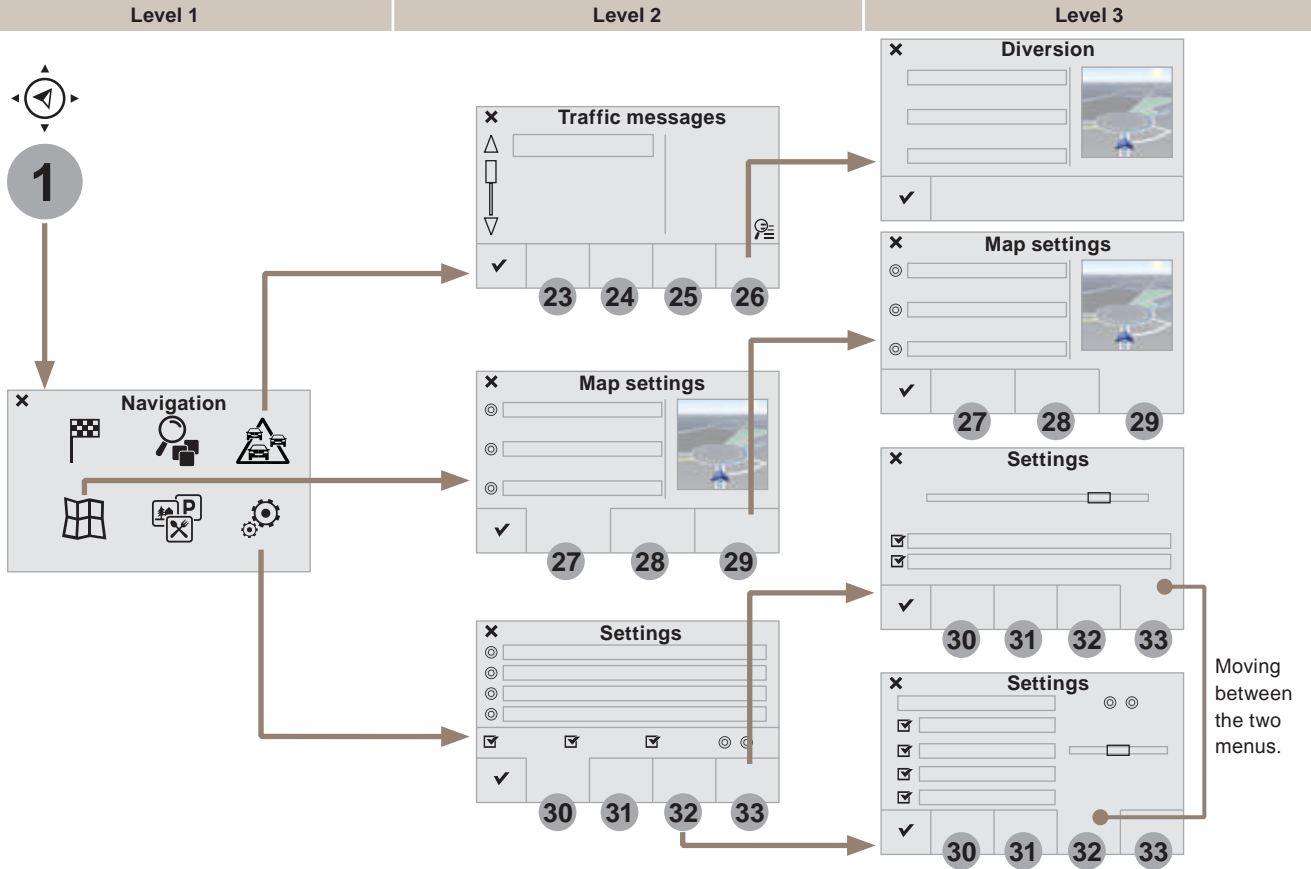 Level 1
Level 2
Level 3
1
Navigation
P
Traffic messages
23 24 25 26
Map settings
27 28 29
Settings
30 31 32 33
Diversion
Map settings
27 28 29
Settings
30 31 32 33
Settings
30 31 32 33
Moving
between
the two
menus.